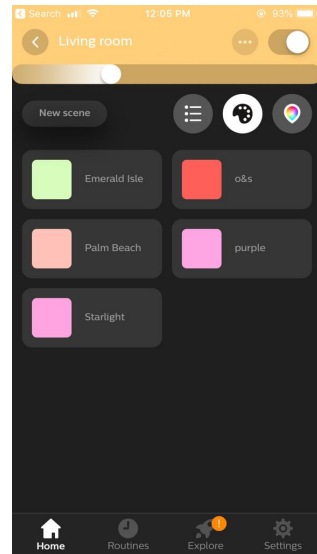 Search 12:05 PM 93%
Living room
New scene
Emerald Isle
o&s
Palm Beach
purple
Starlight
!
Home Routines Explore Settings